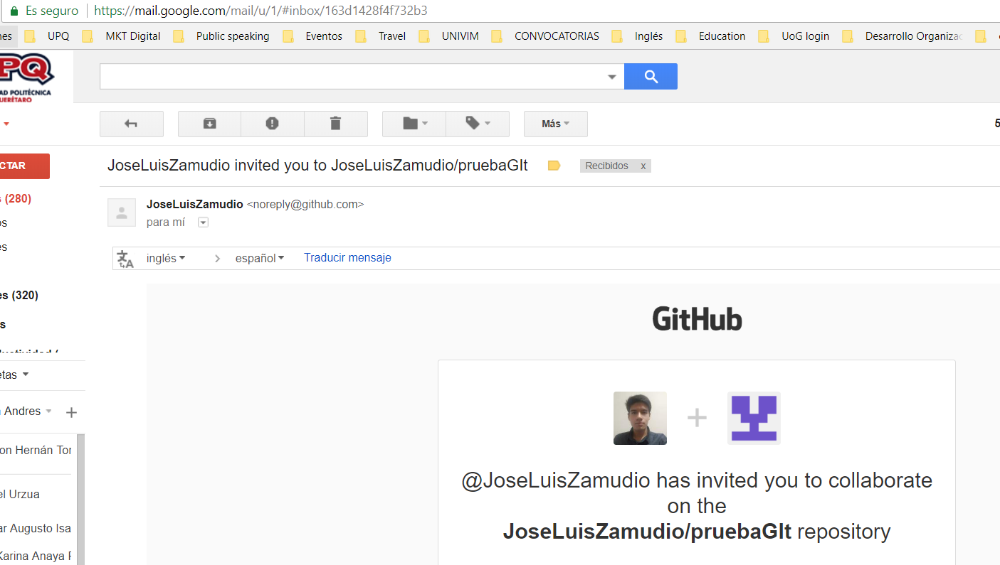 Es seguro https://mail.google.com/mail/u/1/#inbox/163d1428f4f732b3
nes UPQ MKT Digital Public speaking Eventos Travel UNIVIM CONVOCATORIAS Inglés Education UoG login Desarrollo Organizac
PQ
AD POLITÉCNICA
UERÉTARO
Más
5
CTAR
JoseLuisZamudio invited you to JoseLuisZamudio/pruebaGIt Recibidos x
s (280)
JoseLuisZamudio <noreply@github.com>
para mí
os
es
inglés español Traducir mensaje
es (320)
s
GitHub
etas
Andres
on Hernán Tor
el Urzua
ar Augusto Isa
Karina Anaya
@JoseLuisZamudio has invited you to collaborate
on the
JoseLuisZamudio/pruebaGIt repository